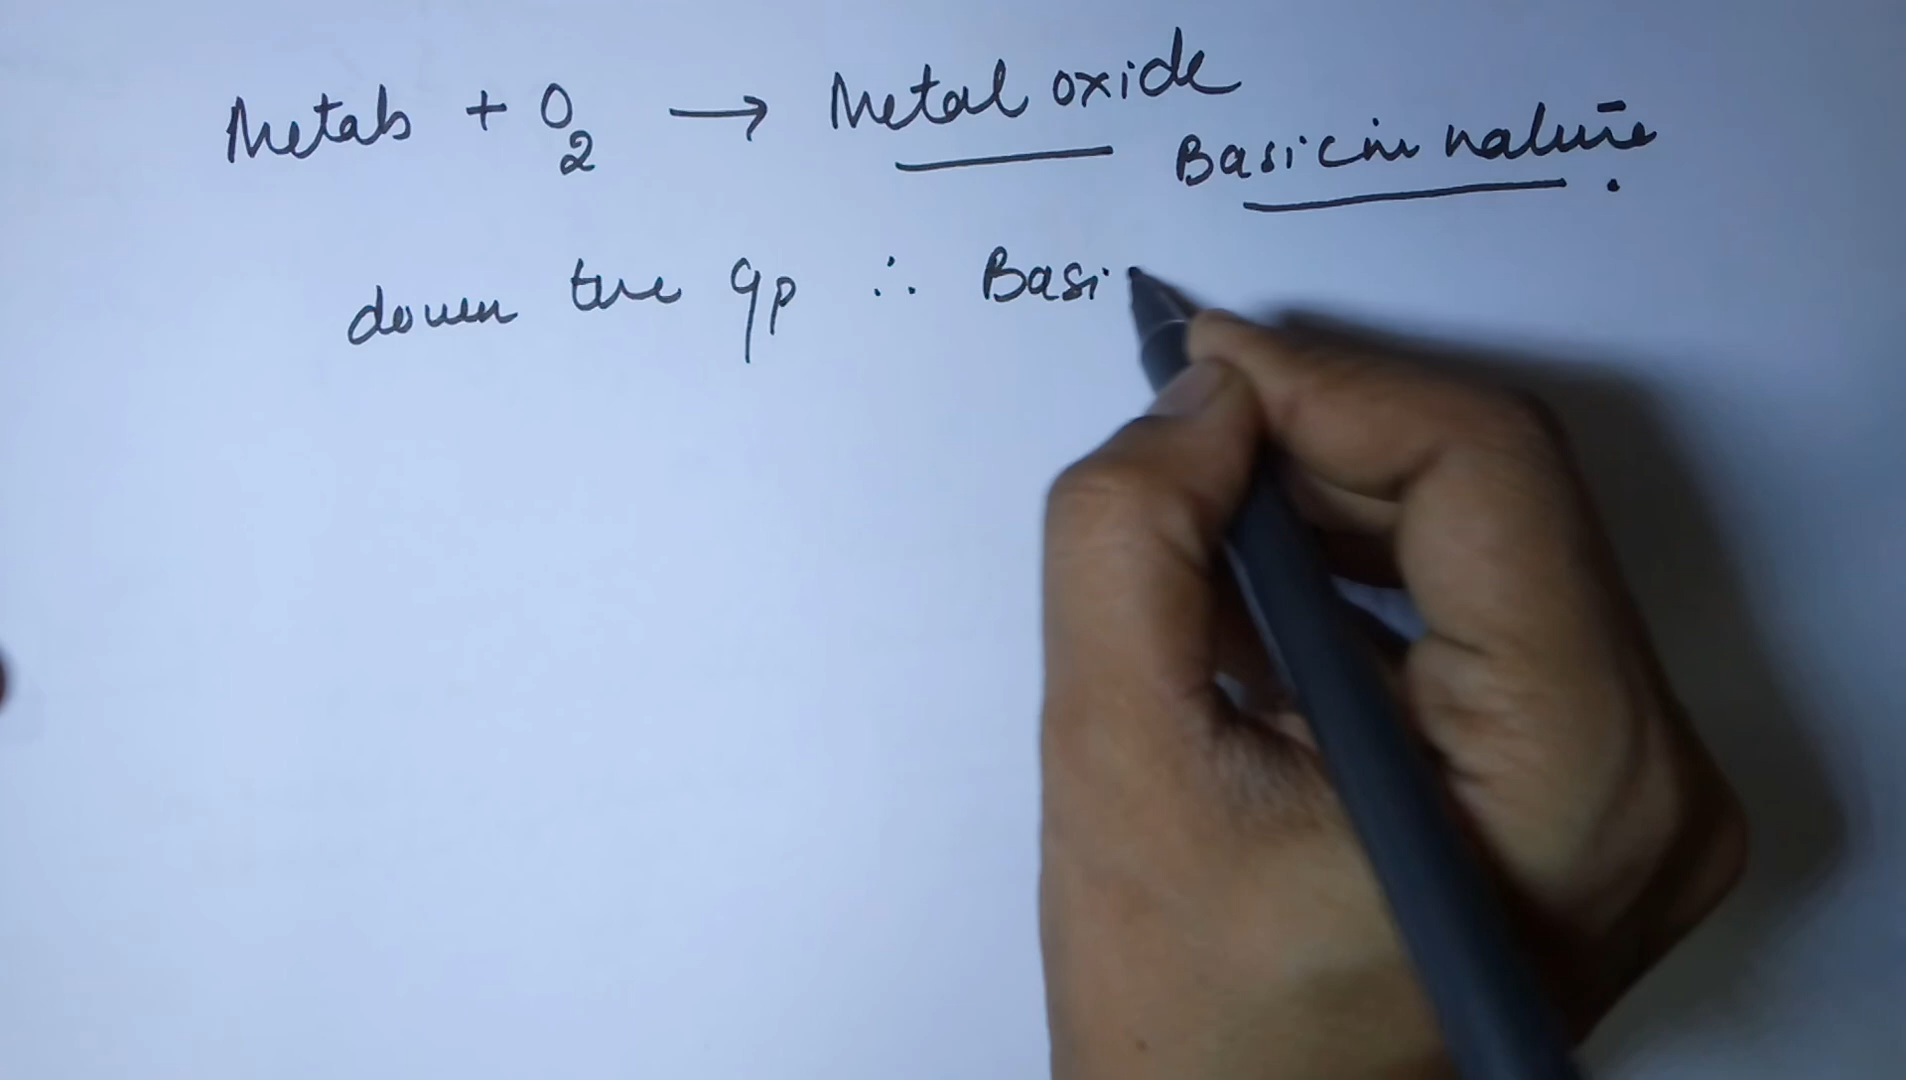 Metals + O2 → Metal oxide
Basic in nature.
down the gp ∴ Basi